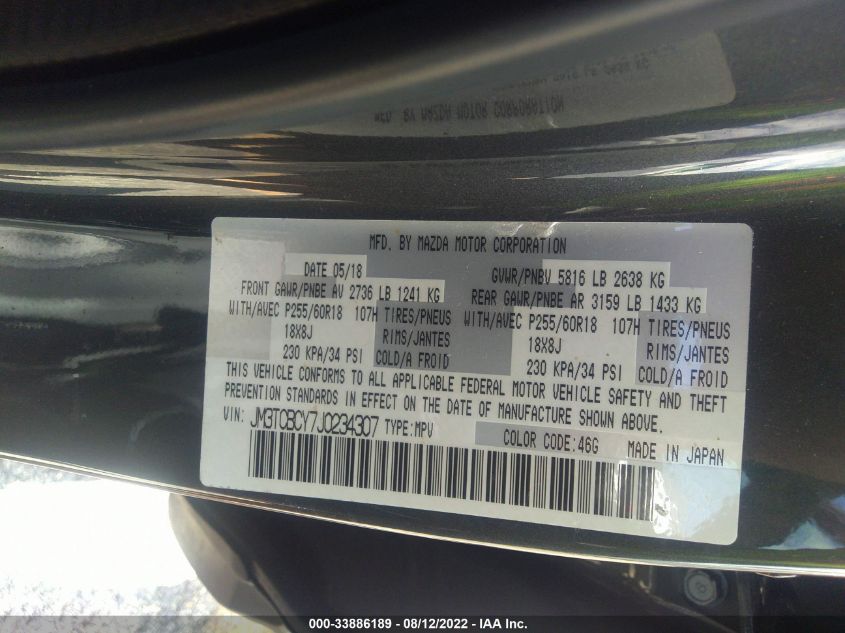 MFD. BY MAZDA MOTOR CORPORATION
MFD. BY MAZDA MOTOR CORPORATION
DATE 05/18 GVWR/PNBV 5816 LB 2638 KG
FRONT GAWR/PNBE AV 2736 LB 1241 KG REAR GAWR/PNBE AR 3159 LB 1433 KG
WITH/AVEC P255/60R18 107H TIRES/PNEUS WITH/AVEC P255/60R18 107H TIRES/PNEUS
18X8J RIMS/JANTES 18X8J RIMS/JANTES
230 KPA/34 PSI COLD/A FROID 230 KPA/34 PSI COLD/A FROID
THIS VEHICLE CONFORMS TO ALL APPLICABLE FEDERAL MOTOR VEHICLE SAFETY AND THEFT
PREVENTION STANDARDS IN EFFECT ON THE DATE OF MANUFACTURE SHOWN ABOVE.
VIN: JM3TCBCY7J0234307 TYPE:MPV COLOR CODE:46G MADE IN JAPAN
000-33886189 - 08/12/2022 - IAA Inc.